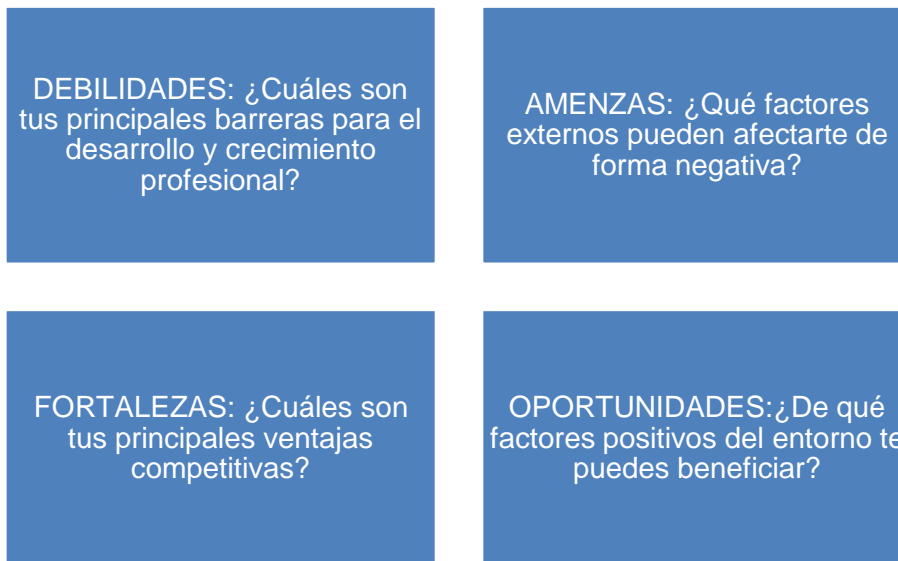 DEBILIDADES: ¿Cuáles son
tus principales barreras para el
desarrollo y crecimiento
profesional?
AMENZAS: ¿Qué factores
externos pueden afectarte de
forma negativa?
FORTALEZAS: ¿Cuáles son
tus principales ventajas
competitivas?
OPORTUNIDADES:¿De qué
factores positivos del entorno te
puedes beneficiar?